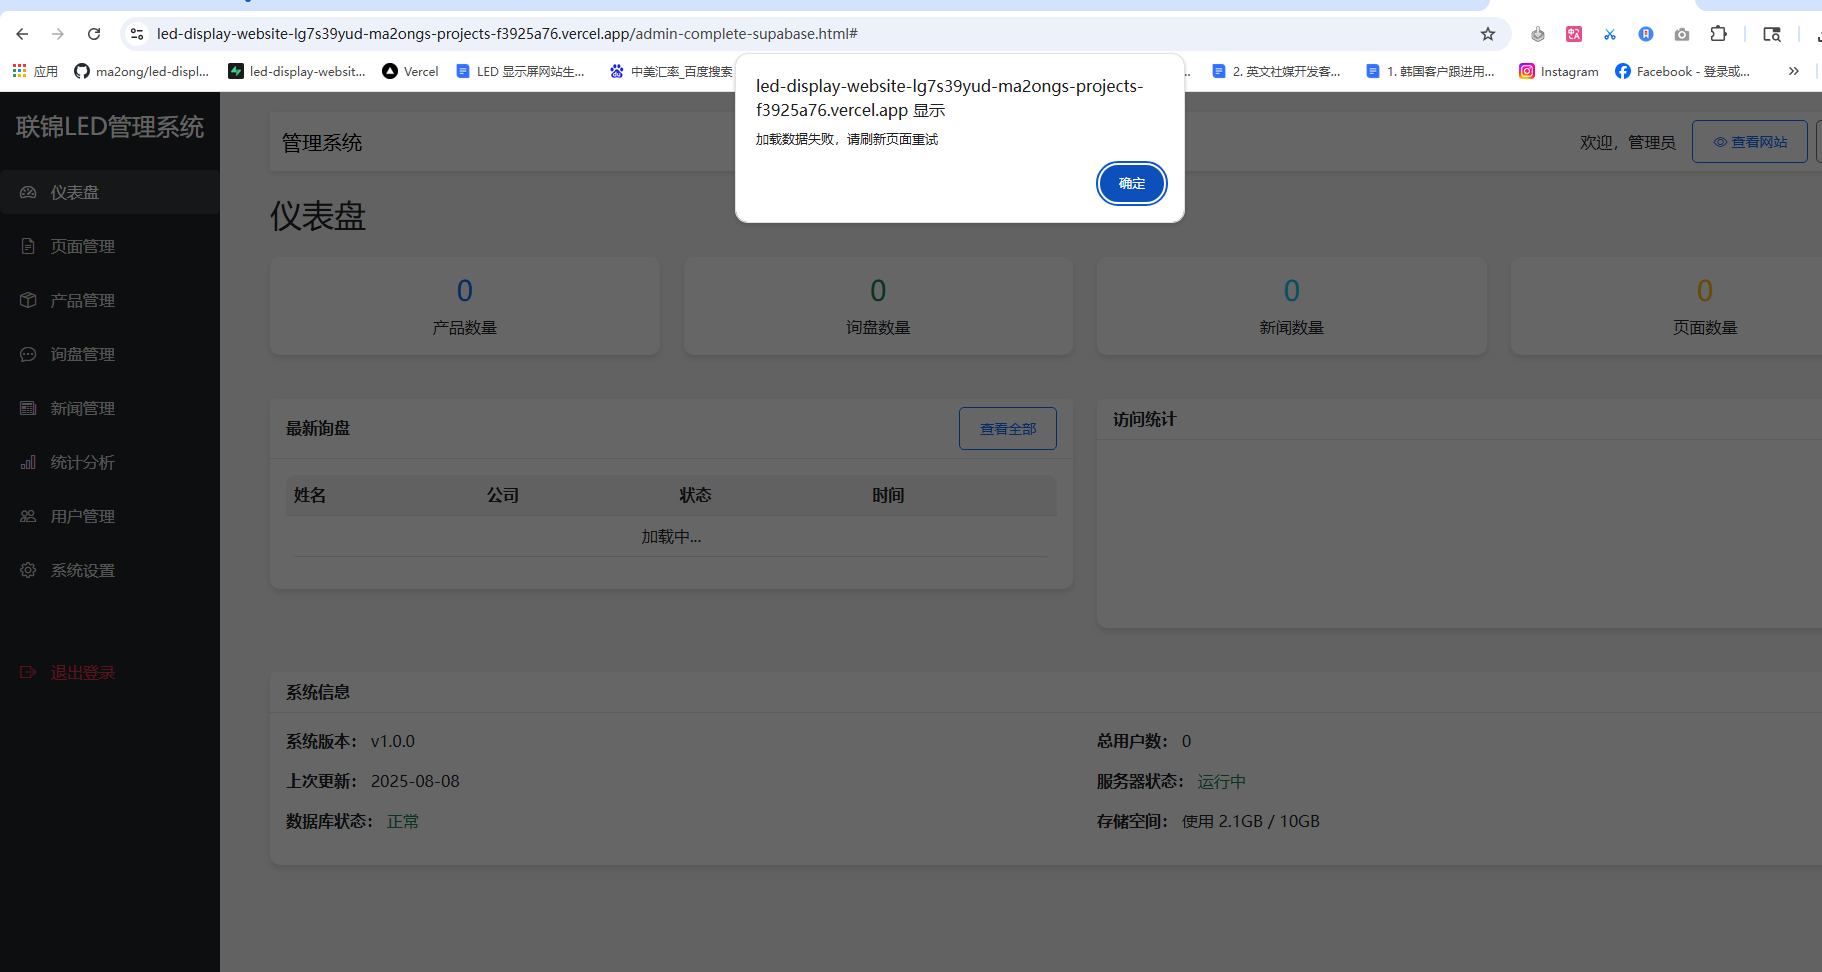 led-display-website-lg7s39yud-ma2ongs-projects-f3925a76.vercel.app/admin-complete-supabase.html#
应用
ma2ong/led-displ...
led-display-websit...
Vercel
LED 显示屏网站生...
中美汇率_百度搜索
2. 英文社媒开发客...
1. 韩国客户跟进用...
Instagram
Facebook - 登录或...
led-display-website-lg7s39yud-ma2ongs-projects-
f3925a76.vercel.app 显示
加载数据失败，请刷新页面重试
确定
联锦LED管理系统
仪表盘
页面管理
产品管理
询盘管理
新闻管理
统计分析
用户管理
系统设置
退出登录
管理系统
欢迎，管理员
查看网站
仪表盘
0
产品数量
0
询盘数量
0
新闻数量
0
页面数量
最新询盘
查看全部
姓名 公司 状态 时间
加载中...
访问统计
系统信息
系统版本： v1.0.0
上次更新： 2025-08-08
数据库状态： 正常
总用户数： 0
服务器状态： 运行中
存储空间： 使用 2.1GB / 10GB